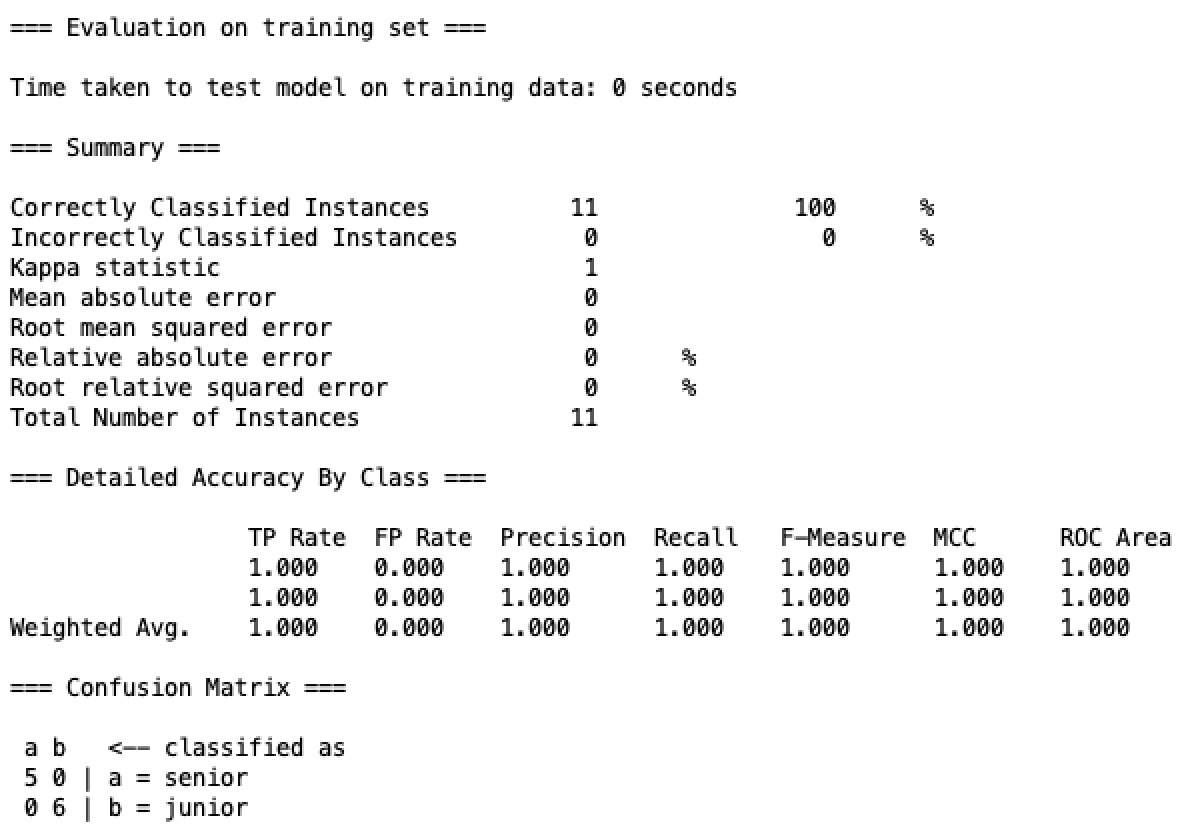 === Evaluation on training set ===
Time taken to test model on training data: 0 seconds
=== Summary ===
Correctly Classified Instances 11 100 %
Incorrectly Classified Instances 0 0 %
Kappa statistic 1
Mean absolute error 0
Root mean squared error 0
Relative absolute error 0 %
Root relative squared error 0 %
Total Number of Instances 11
=== Detailed Accuracy By Class ===
TP Rate FP Rate Precision Recall F-Measure MCC ROC Area
1.000 0.000 1.000 1.000 1.000 1.000 1.000
1.000 0.000 1.000 1.000 1.000 1.000 1.000
Weighted Avg. 1.000 0.000 1.000 1.000 1.000 1.000 1.000
=== Confusion Matrix ===
a b <-- classified as
5 0 | a = senior
0 6 | b = junior